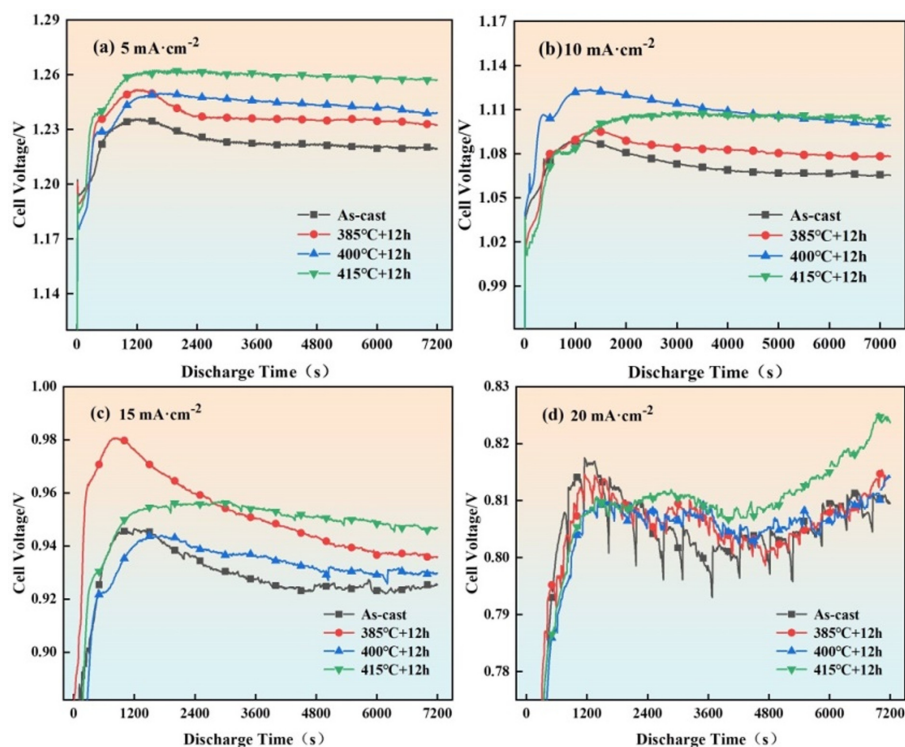 (a) 5 mA·cm⁻²
1.29
1.26
1.23
1.20
1.17
1.14
Cell Voltage/V
As-cast
385℃+12h
400℃+12h
415℃+12h
0 1200 2400 3600 4800 6000 7200
Discharge Time（s）
(b) 10 mA·cm⁻²
1.17
1.14
1.11
1.08
1.05
1.02
0.99
Cell Voltage/V
As-cast
385℃+12h
400℃+12h
415℃+12h
0 1000 2000 3000 4000 5000 6000 7000
Discharge Time（s）
(c) 15 mA·cm⁻²
1.00
0.98
0.96
0.94
0.92
0.90
Cell Voltage/V
As-cast
385℃+12h
400℃+12h
415℃+12h
0 1200 2400 3600 4800 6000 7200
Discharge Time（s）
(d) 20 mA·cm⁻²
0.83
0.82
0.81
0.80
0.79
0.78
Cell Voltage/V
As-cast
385℃+12h
400℃+12h
415℃+12h
0 1200 2400 3600 4800 6000 7200
Discharge Time（s）